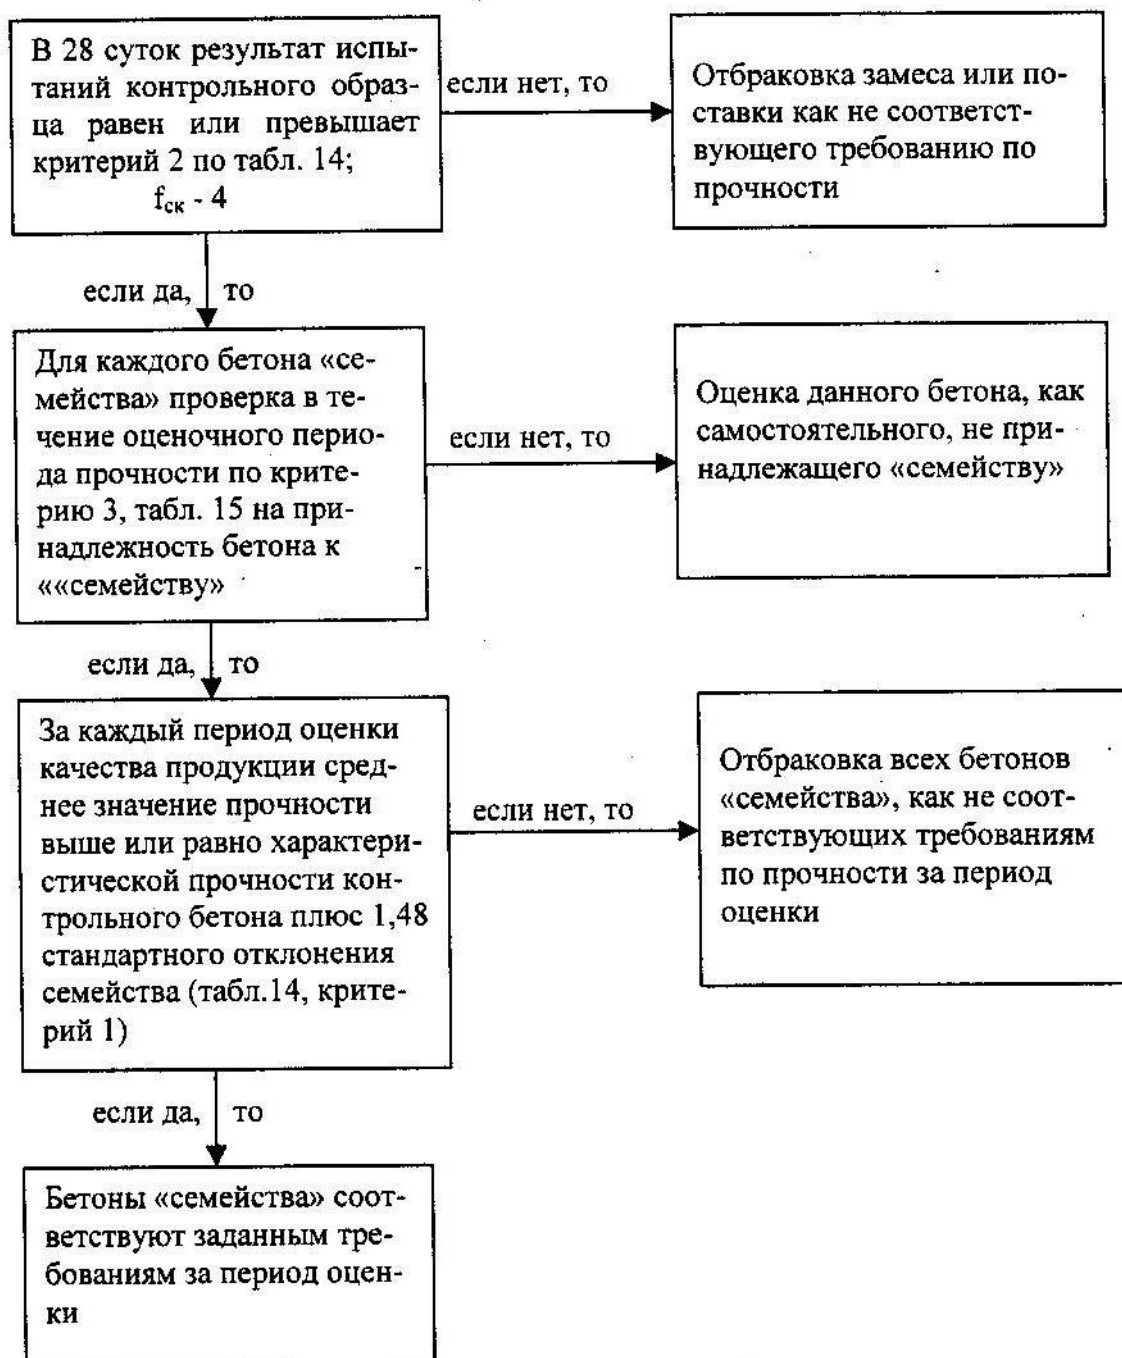 В 28 суток результат испы-
таний контрольного образ-
ца равен или превышает
критерий 2 по табл. 14;
fск - 4
если нет, то
Отбраковка замеса или по-
ставки как не соответст-
вующего требованию по
прочности
если да, то
Для каждого бетона «се-
мейства» проверка в те-
чение оценочного перио-
да прочности по крите-
рию 3, табл. 15 на при-
надлежность бетона к
««семейству»
если нет, то
Оценка данного бетона, как
самостоятельного, не при-
надлежащего «семейству»
если да, то
За каждый период оценки
качества продукции сред-
нее значение прочности
выше или равно характери-
стической прочности кон-
трольного бетона плюс 1,48
стандартного отклонения
семейства (табл.14, крите-
рий 1)
если нет, то
Отбраковка всех бетонов
«семейства», как не соот-
ветствующих требованиям
по прочности за период
оценки
если да, то
Бетоны «семейства» соот-
ветствуют заданным тре-
бованиям за период оцен-
ки